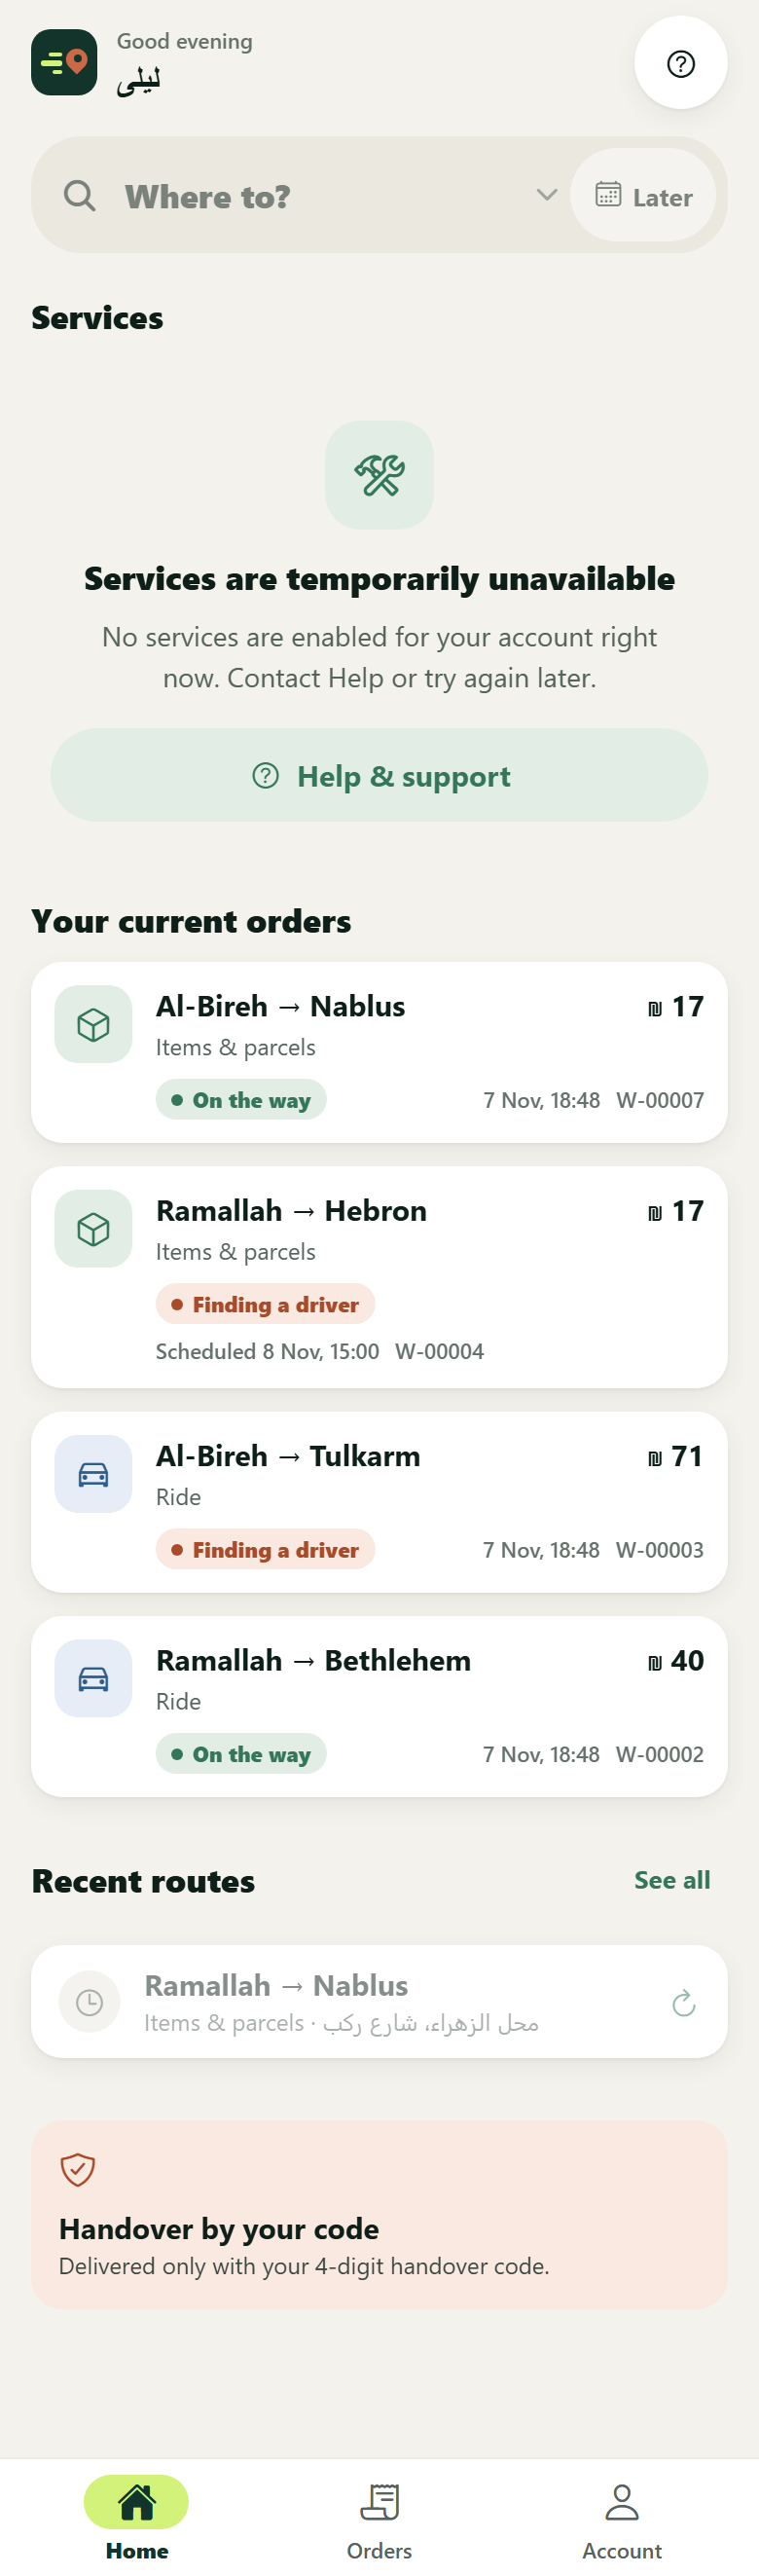 Good evening
ليلى
Where to?
Later
Services
Services are temporarily unavailable
No services are enabled for your account right
now. Contact Help or try again later.
Help & support
Your current orders
Al-Bireh → Nablus ₪ 17
Items & parcels
On the way 7 Nov, 18:48 W-00007
Ramallah → Hebron ₪ 17
Items & parcels
Finding a driver
Scheduled 8 Nov, 15:00 W-00004
Al-Bireh → Tulkarm ₪ 71
Ride
Finding a driver 7 Nov, 18:48 W-00003
Ramallah → Bethlehem ₪ 40
Ride
On the way 7 Nov, 18:48 W-00002
Recent routes See all
Ramallah → Nablus
Items & parcels · محل الزهراء، شارع ركب
Handover by your code
Delivered only with your 4-digit handover code.
Home Orders Account